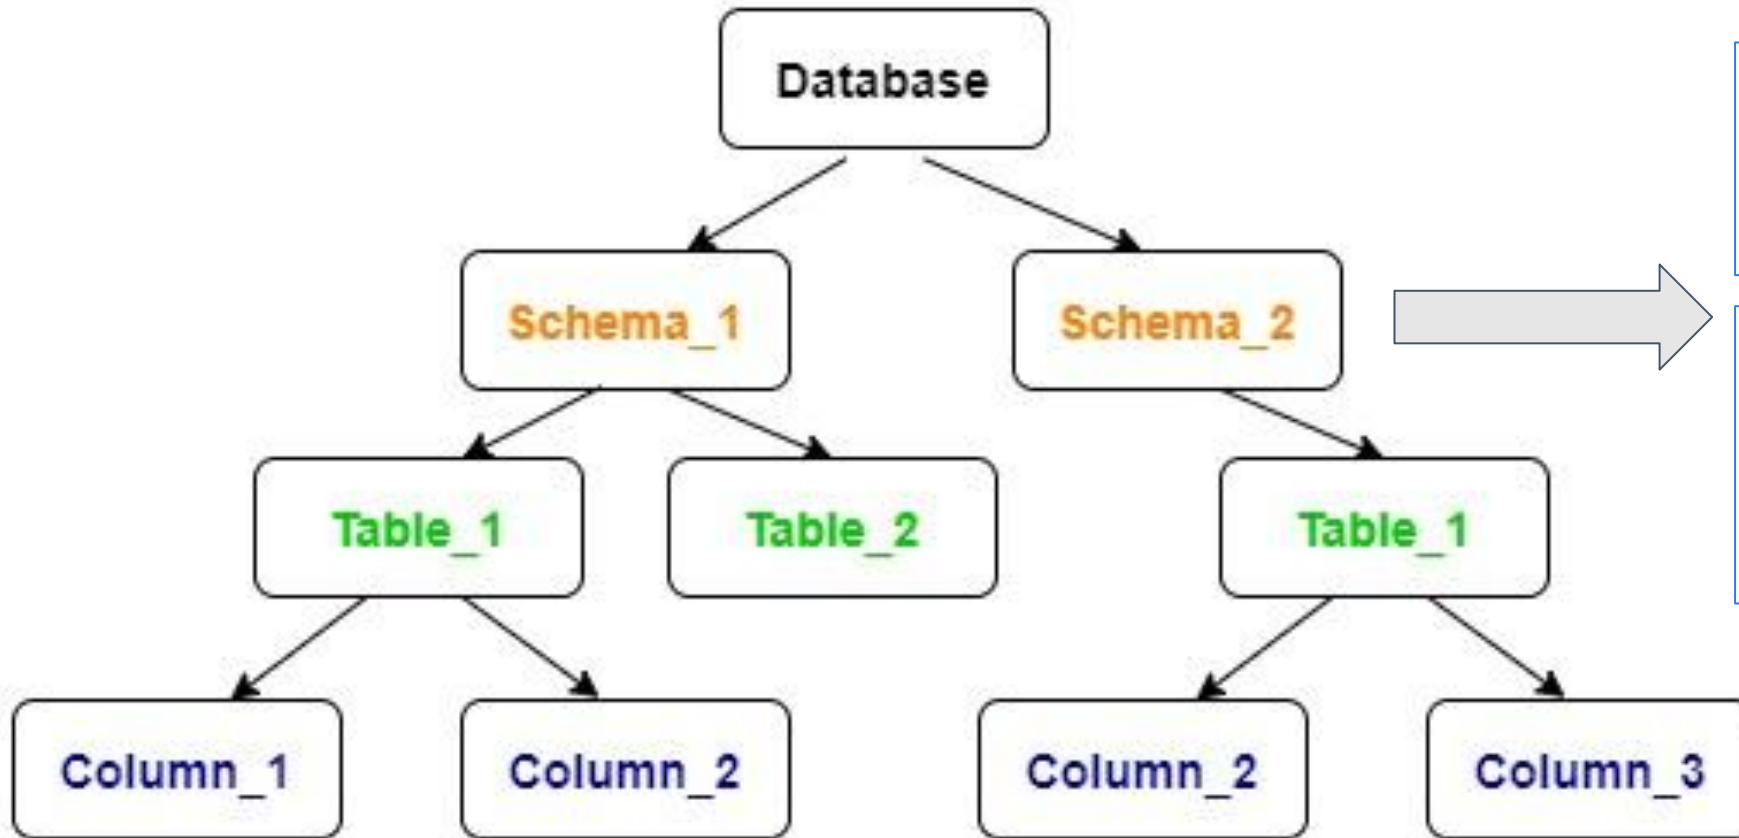 Database
Schema_1
Schema_2
Table_1
Table_2
Table_1
Column_1
Column_2
Column_2
Column_3